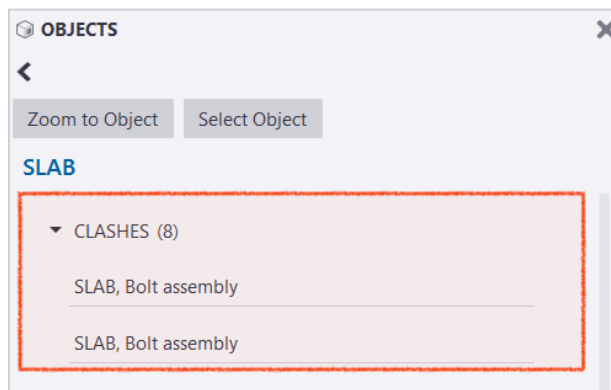 OBJECTS
Zoom to Object
Select Object
SLAB
CLASHES (8)
SLAB, Bolt assembly
SLAB, Bolt assembly